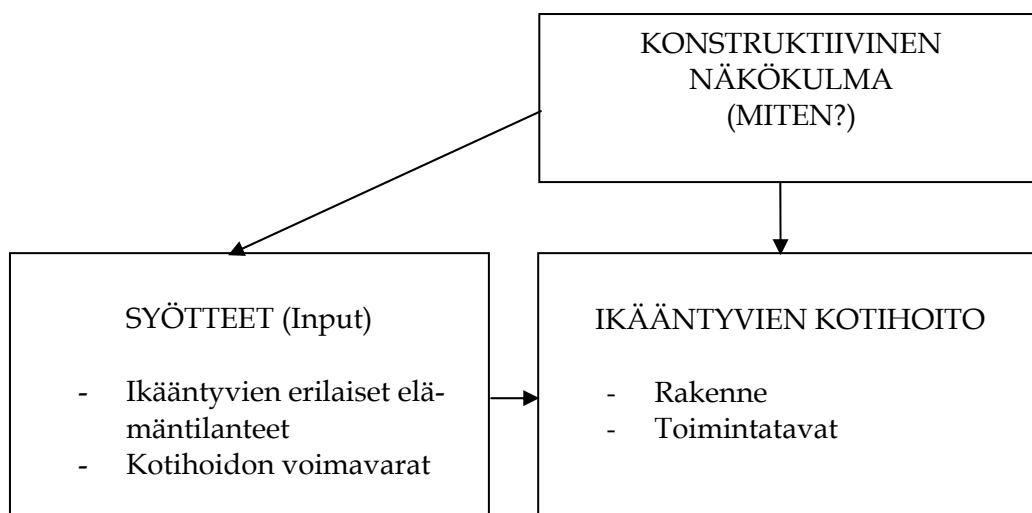 KONSTRUKTIIVINEN
NÄKÖKULMA
(MITEN?)
SYÖTTEET (Input)
- Ikääntyvien erilaiset elä-
mäntilanteet
- Kotihoidon voimavarat
IKÄÄNTYVIEN KOTIHOITO
- Rakenne
- Toimintatavat